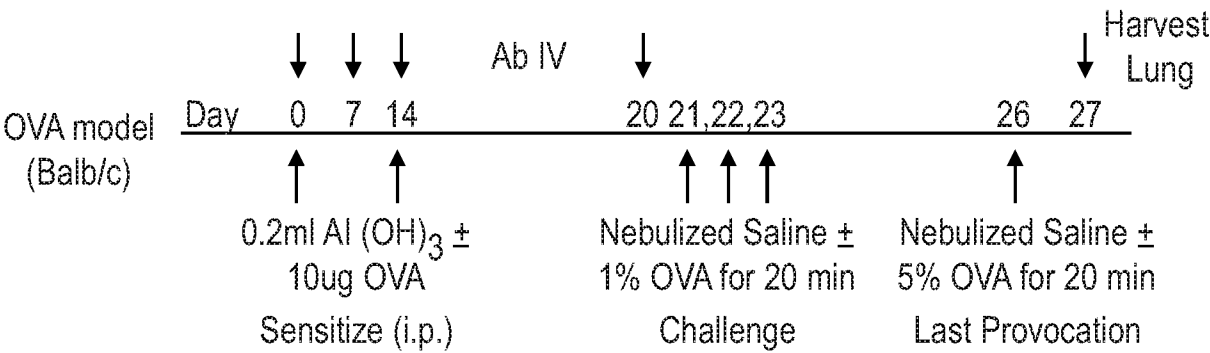 Harvest
Lung
Ab IV
OVA model
(Balb/c)
Day 0 7 14 20 21,22,23 26 27
0.2ml Al (OH)3 ±
10ug OVA
Sensitize (i.p.)
Nebulized Saline ±
1% OVA for 20 min
Challenge
Nebulized Saline ±
5% OVA for 20 min
Last Provocation